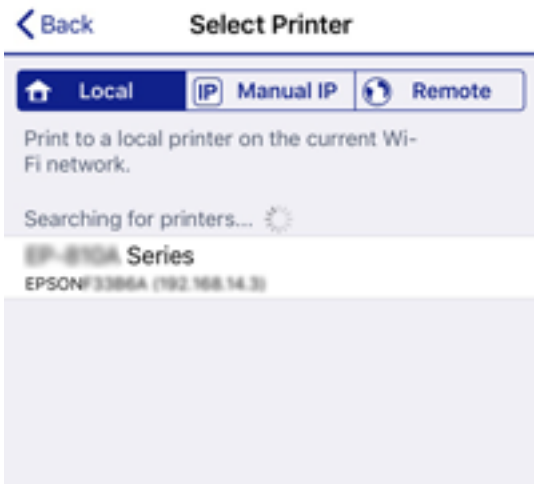 Back
Select Printer
Local
IP Manual IP
Remote
Print to a local printer on the current Wi-
Fi network.
Searching for printers...
Series
EPSON